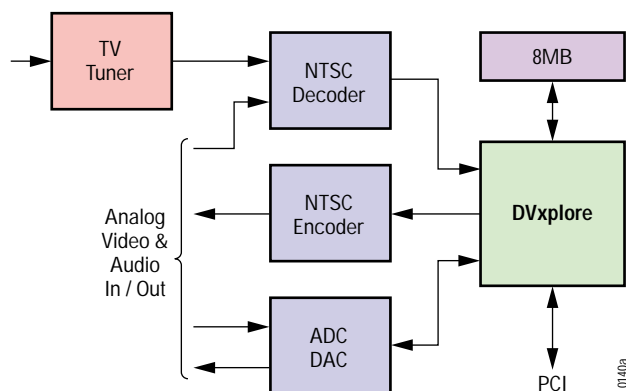 TV
Tuner
NTSC
Decoder
8MB
NTSC
Encoder
DVxplore
Analog
Video &
Audio
In / Out
ADC
DAC
PCI
0140a